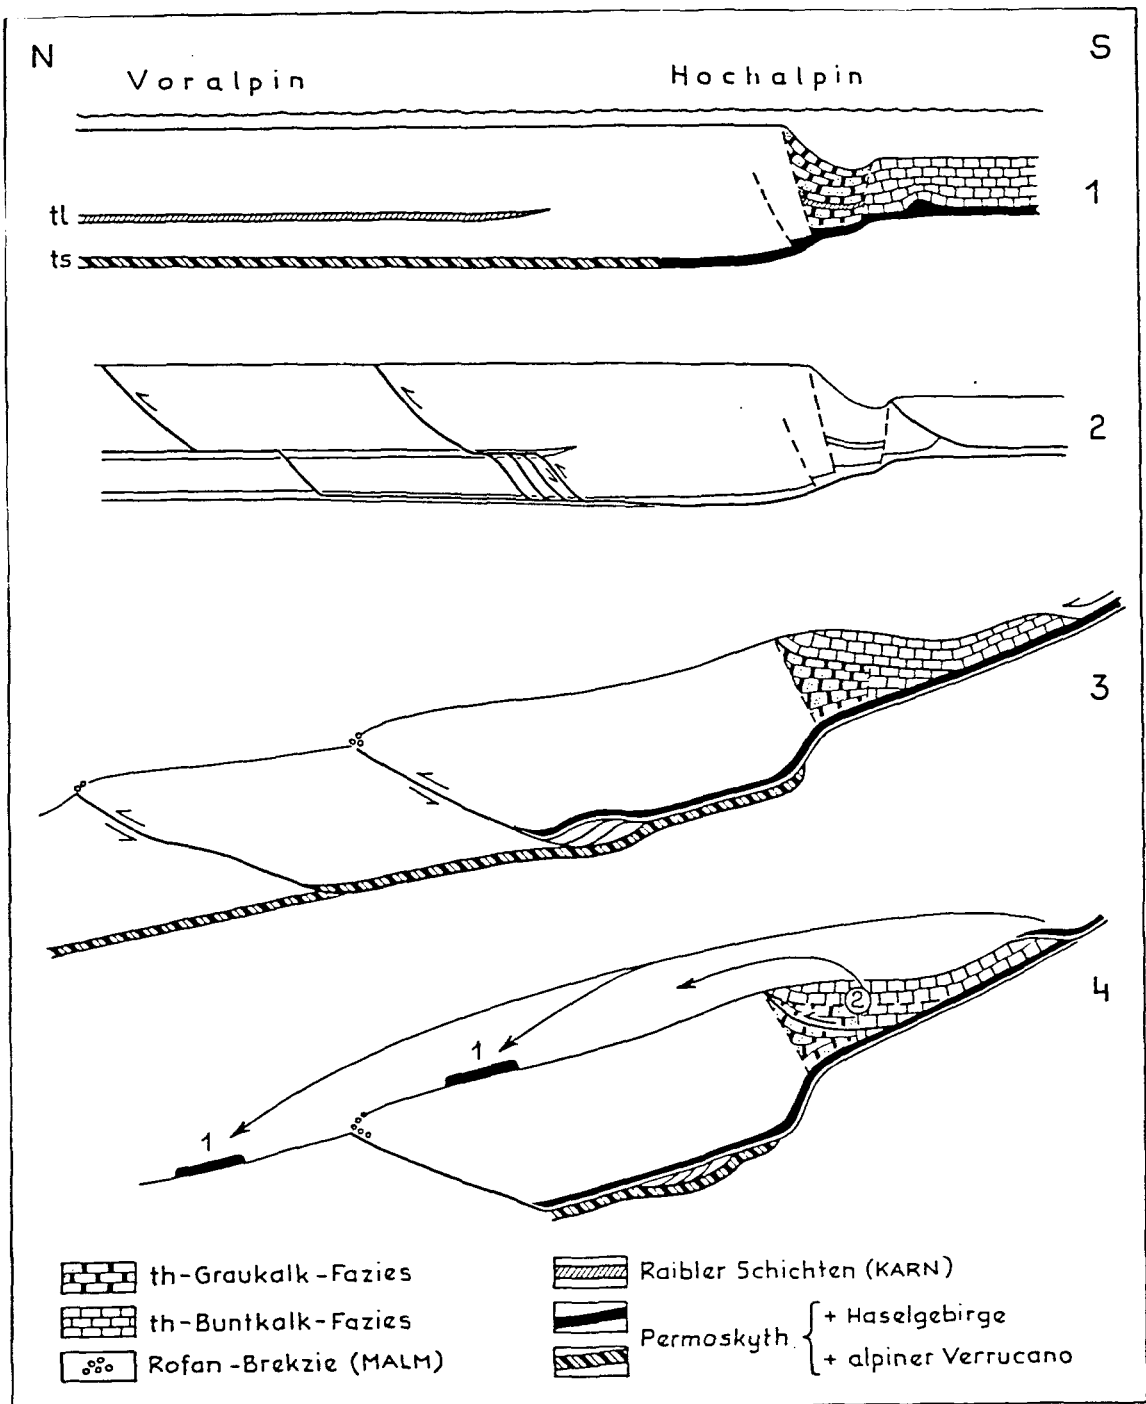 N
S
Voralpin
Hochalpin
1
tl
ts
2
3
4
2
1
1
th-Graukalk-Fazies
th-Buntkalk-Fazies
Rofan-Brekzie (MALM)
Raibler Schichten (KARN)
Permoskyth
+ Haselgebirge
+ alpiner Verrucano